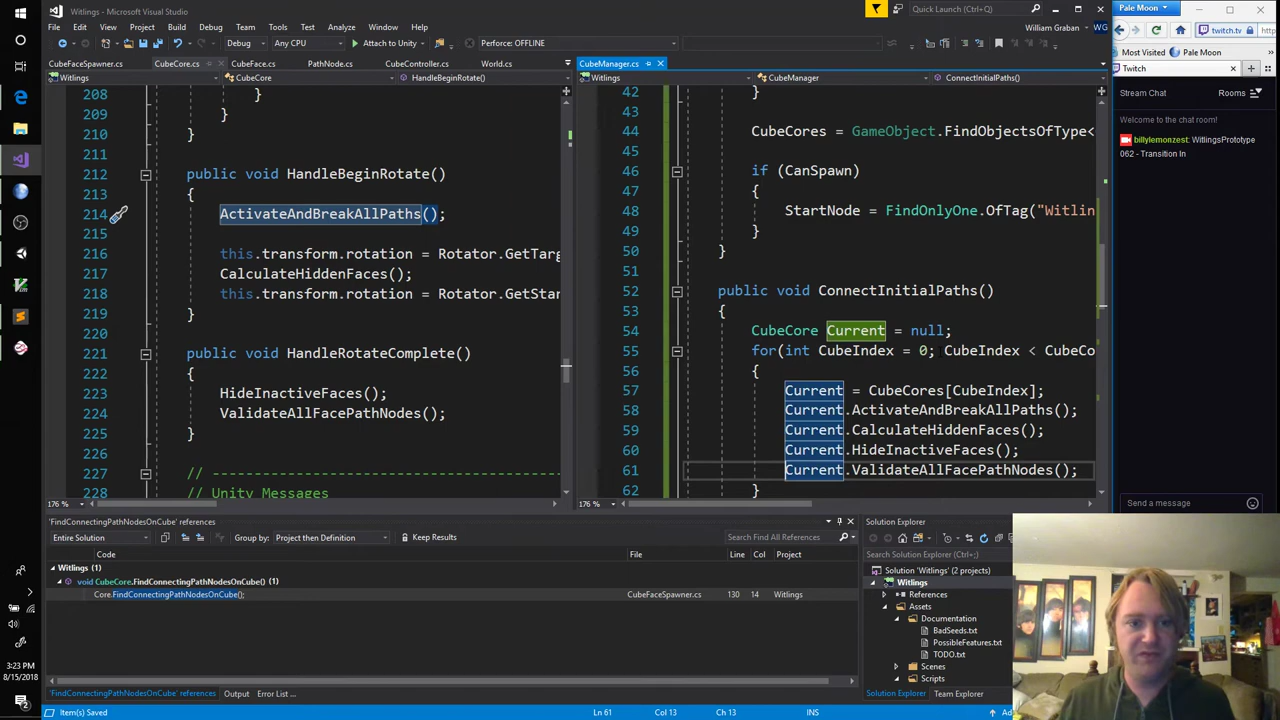 Witlings - Microsoft Visual Studio
Quick Launch (Ctrl+Q)
Pale Moon
File Edit View Project Build Debug Team Tools Architecture Test Analyze Window Help
William Graban WG
Debug Any CPU Attach to Unity Perforce: OFFLINE
twitch.tv
Most Visited Pale Moon
Twitch
CubeFaceSpawner.cs CubeCore.cs CubeFace.cs PathNode.cs CubeController.cs World.cs
CubeManager.cs
Witlings CubeCore HandleBeginRotate()
Witlings CubeManager ConnectInitialPaths()
Stream Chat Rooms
Welcome to the chat room!
billylemonzest: WitlingsPrototype
062 - Transition In
208 }
209 }
210 }
211
212 public void HandleBeginRotate()
213 {
214 ActivateAndBreakAllPaths();
215
216 this.transform.rotation = Rotator.GetTarg
217 CalculateHiddenFaces();
218 this.transform.rotation = Rotator.GetStar
219 }
220
221 public void HandleRotateComplete()
222 {
223 HideInactiveFaces();
224 ValidateAllFacePathNodes();
225 }
226
227 // ----------------------------------------
228 // Unity Messages
42 }
43
44 CubeCores = GameObject.FindObjectsOfType<
45
46 if (CanSpawn)
47 {
48 StartNode = FindOnlyOne.OfTag("Witlin
49 }
50 }
51
52 public void ConnectInitialPaths()
53 {
54 CubeCore Current = null;
55 for(int CubeIndex = 0; CubeIndex < CubeCo
56 {
57 Current = CubeCores[CubeIndex];
58 Current.ActivateAndBreakAllPaths();
59 Current.CalculateHiddenFaces();
60 Current.HideInactiveFaces();
61 Current.ValidateAllFacePathNodes();
62 }
176 %
176 %
Send a message
'FindConnectingPathNodesOnCube' references
Entire Solution Group by: Project then Definition Keep Results Search Find All References
Code File Line Col Project
Witlings (1)
void CubeCore.FindConnectingPathNodesOnCube() (1)
Core.FindConnectingPathNodesOnCube(); CubeFaceSpawner.cs 130 14 Witlings
Solution Explorer
Search Solution Explorer (Ctrl+;)
Solution 'Witlings' (2 projects)
Witlings
References
Assets
Documentation
BadSeeds.txt
PossibleFeatures.txt
TODO.txt
Scenes
Scripts
Solution Explorer Team Explorer
'FindConnectingPathNodesOnCube' references Output Error List ...
Item(s) Saved Ln 61 Col 13 Ch 13 INS
3:23 PM
8/15/2018
2